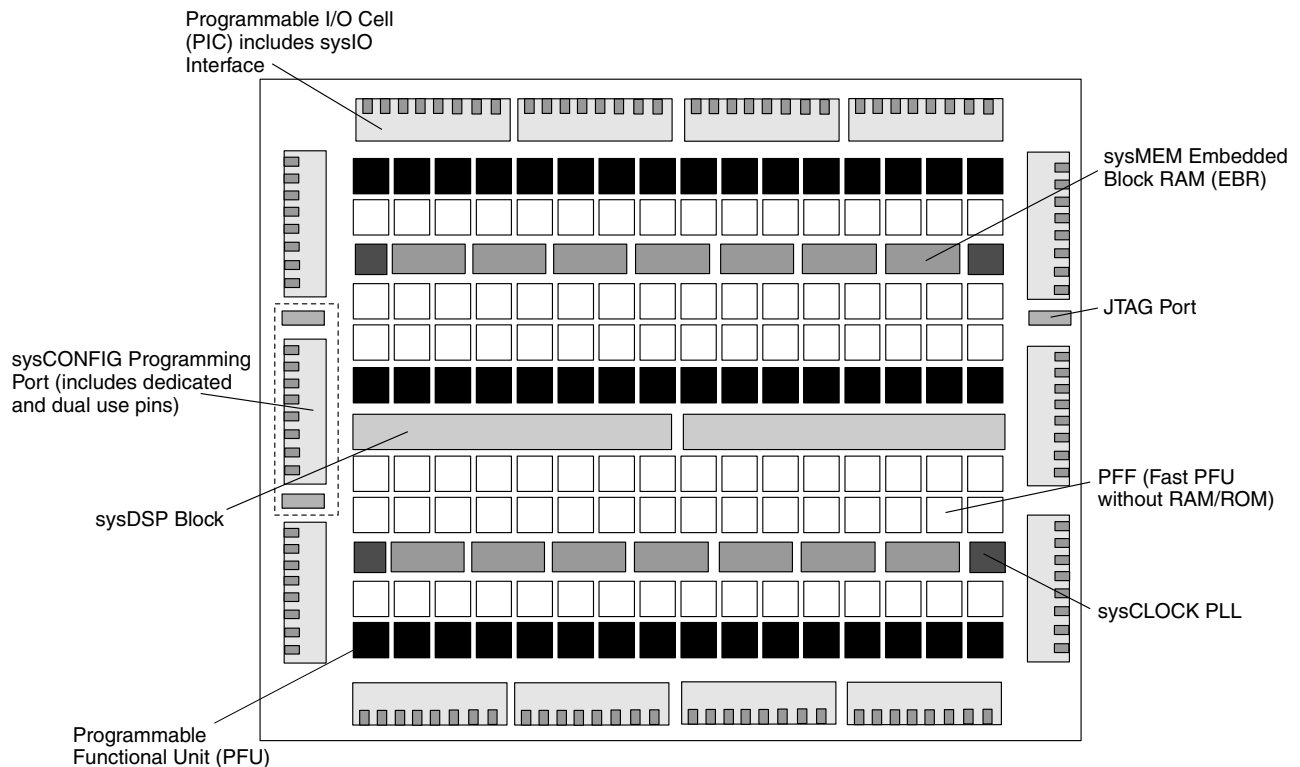 Programmable I/O Cell
(PIC) includes sysIO
Interface
sysMEM Embedded
Block RAM (EBR)
JTAG Port
sysCONFIG Programming
Port (includes dedicated
and dual use pins)
PFF (Fast PFU
without RAM/ROM)
sysDSP Block
sysCLOCK PLL
Programmable
Functional Unit (PFU)